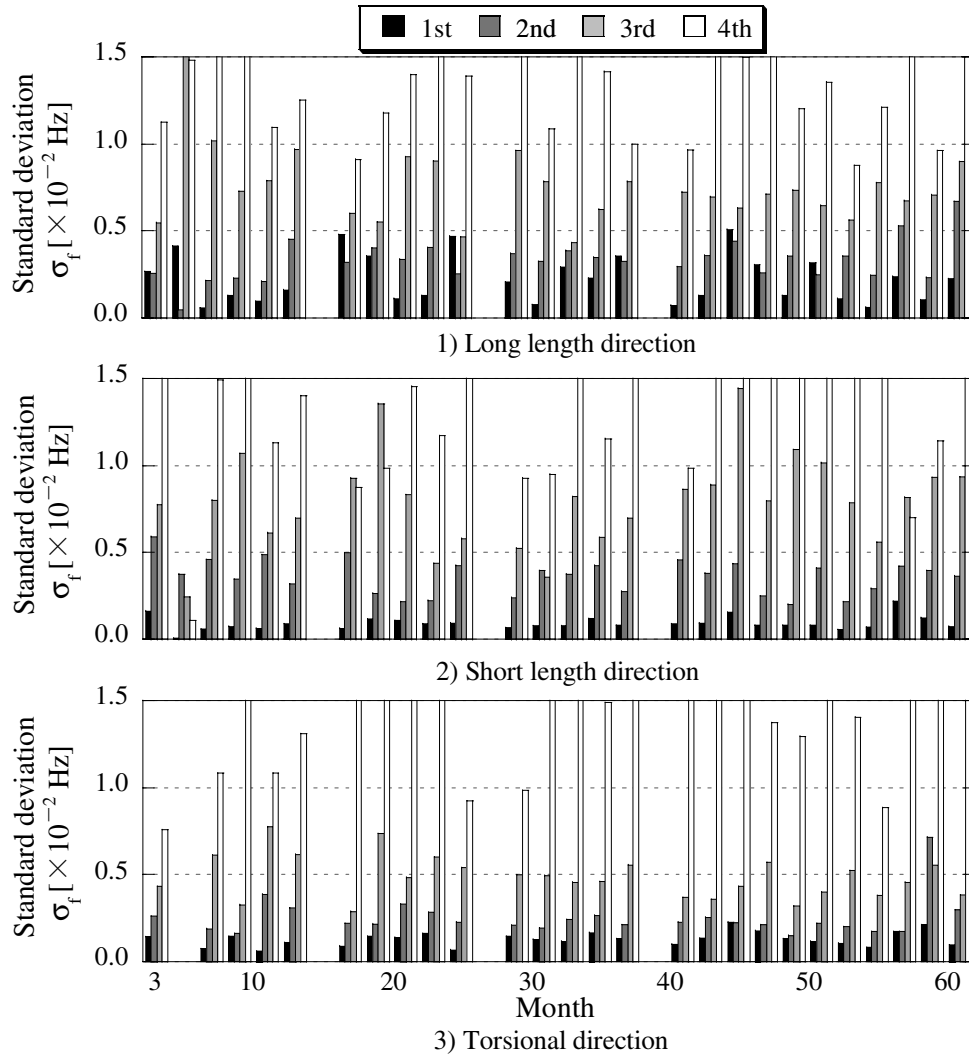 1st 2nd 3rd 4th
Standard deviation
σf [×10−2 Hz]
1.5
1.0
0.5
0.0
1) Long length direction
Standard deviation
σf [×10−2 Hz]
1.5
1.0
0.5
0.0
2) Short length direction
Standard deviation
σf [×10−2 Hz]
1.5
1.0
0.5
0.0
3 10 20 30 40 50 60
Month
3) Torsional direction